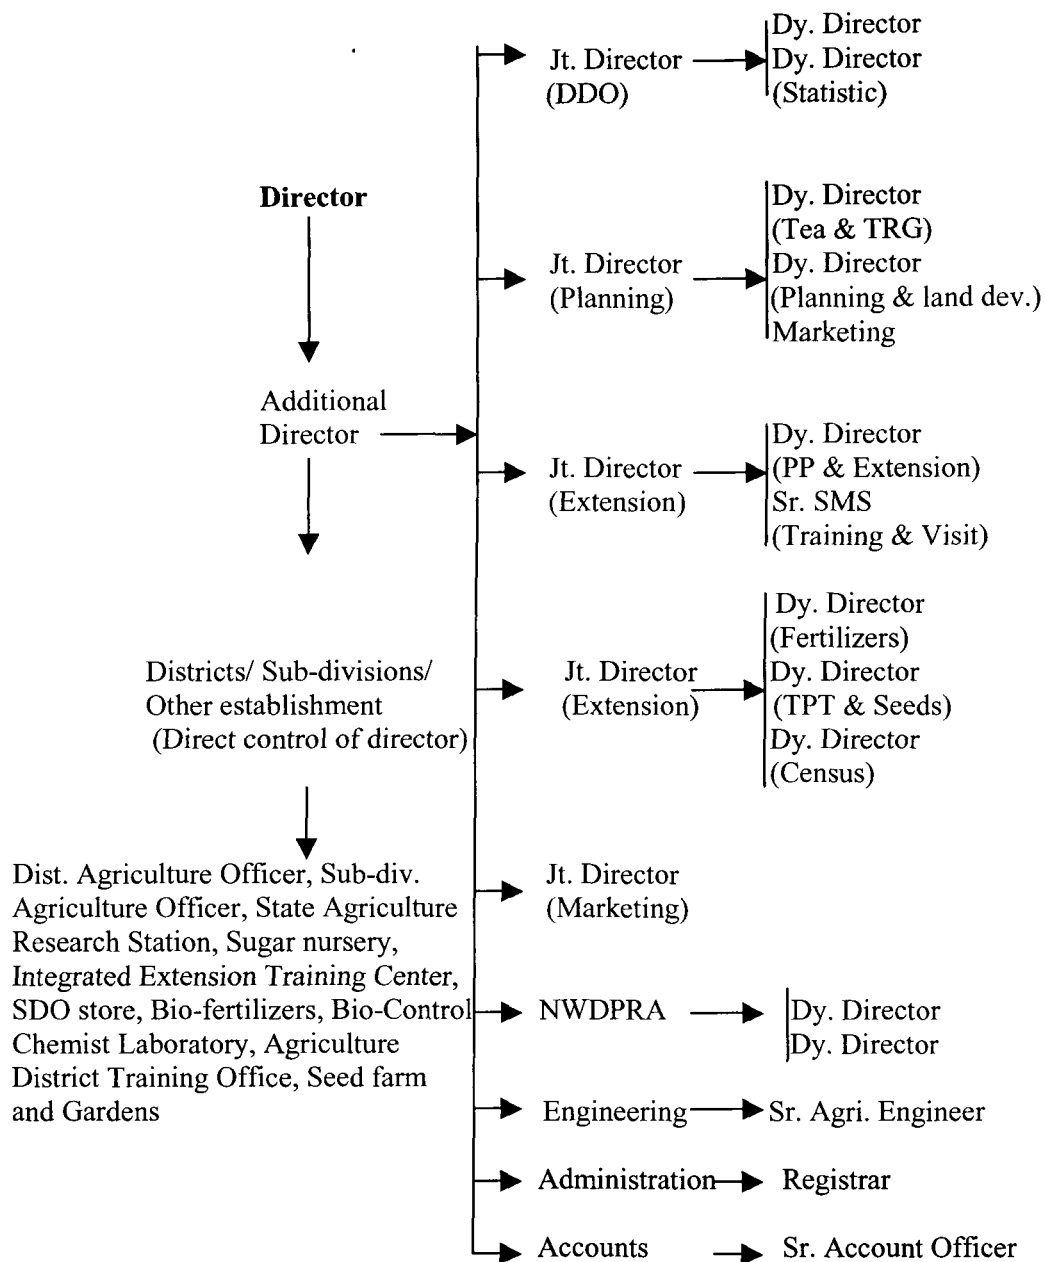 Director
Additional
Director
Districts/ Sub-divisions/
Other establishment
(Direct control of director)
Dist. Agriculture Officer, Sub-div.
Agriculture Officer, State Agriculture
Research Station, Sugar nursery,
Integrated Extension Training Center,
SDO store, Bio-fertilizers, Bio-Control
Chemist Laboratory, Agriculture
District Training Office, Seed farm
and Gardens
Jt. Director
(DDO)
Dy. Director
Dy. Director
(Statistic)
Jt. Director
(Planning)
Dy. Director
(Tea & TRG)
Dy. Director
(Planning & land dev.)
Marketing
Jt. Director
(Extension)
Dy. Director
(PP & Extension)
Sr. SMS
(Training & Visit)
Jt. Director
(Extension)
Dy. Director
(Fertilizers)
Dy. Director
(TPT & Seeds)
Dy. Director
(Census)
Jt. Director
(Marketing)
NWDPRA
Dy. Director
Dy. Director
Engineering
Sr. Agri. Engineer
Administration
Registrar
Accounts
Sr. Account Officer